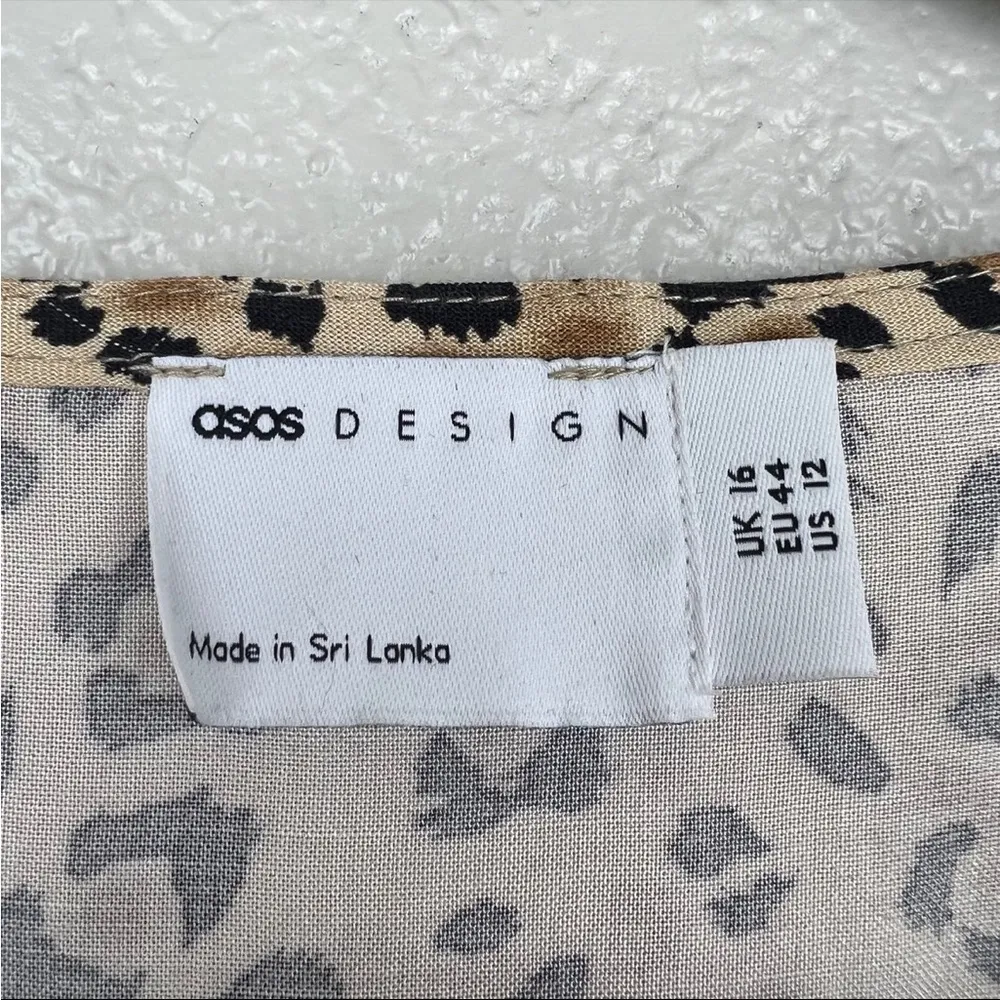 asos DESIGN
Made in Sri Lanka
UK 16
EU 44
US 12